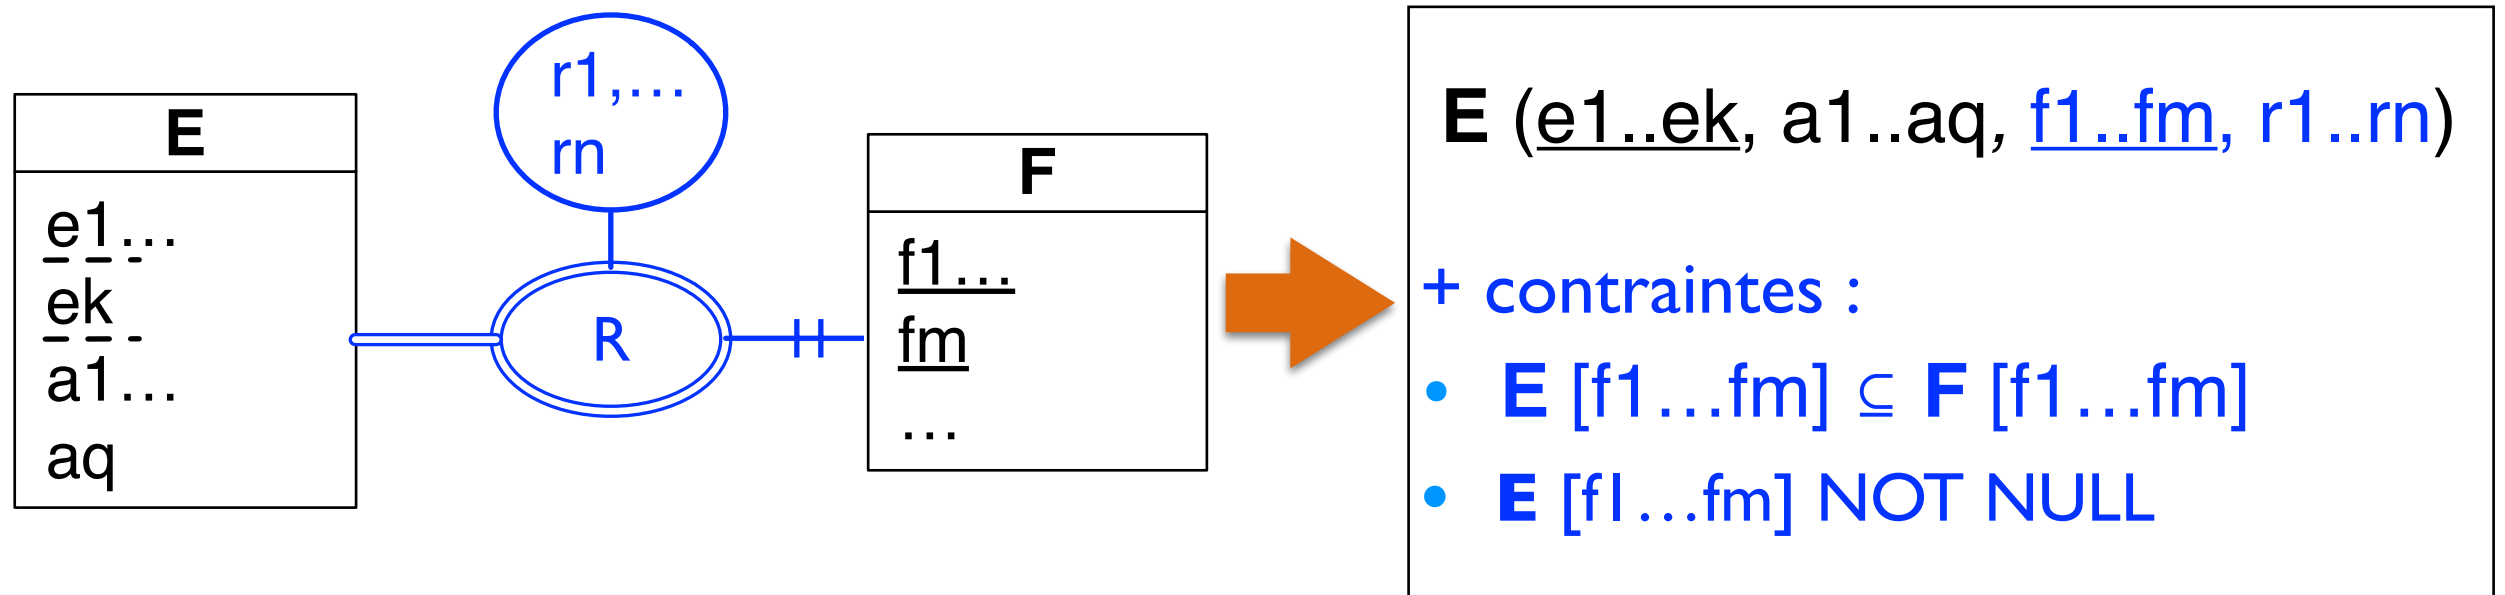 E
e1...
ek
a1...
aq
r1,...
rn
R
F
f1...
fm
...
E (e1..ek, a1..aq, f1..fm, r1..rn)
+ contraintes :
• E [f1...fm] ⊆ F [f1...fm]
• E [f1...fm] NOT NULL